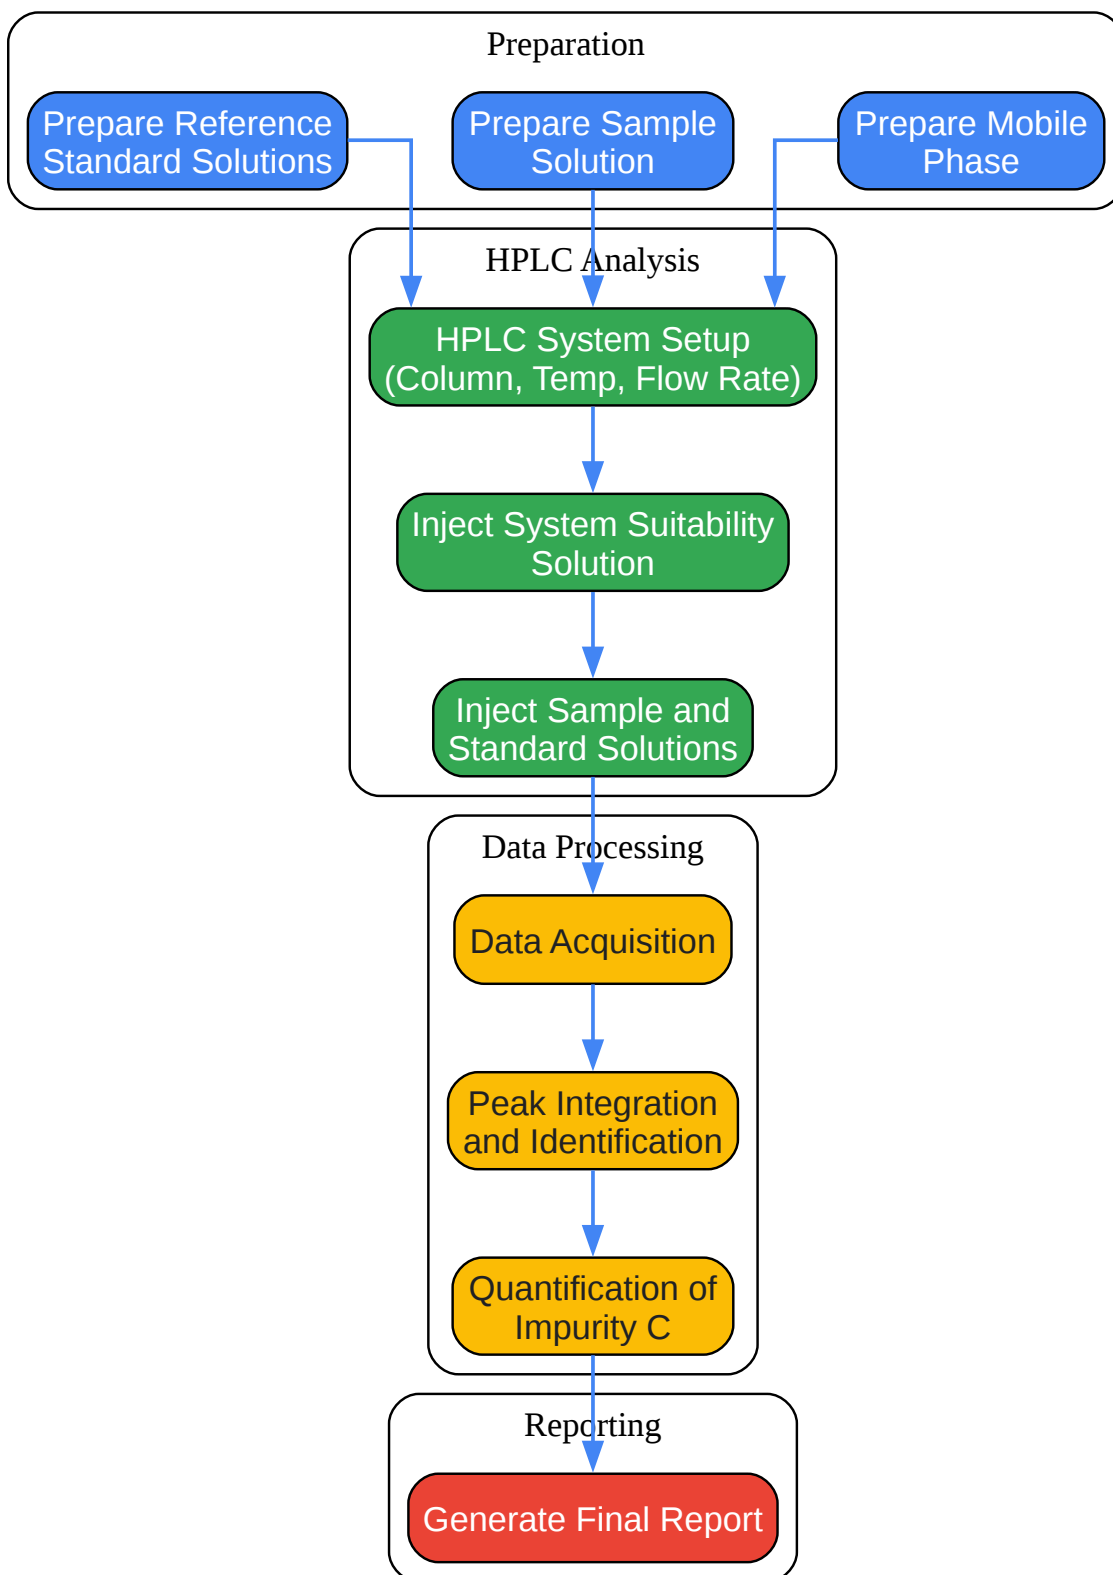 Preparation
Prepare Reference
Standard Solutions
Prepare Sample
Solution
Prepare Mobile
Phase
HPLC Analysis
HPLC System Setup
(Column, Temp, Flow Rate)
Inject System Suitability
Solution
Inject Sample and
Standard Solutions
Data Processing
Data Acquisition
Peak Integration
and Identification
Quantification of
Impurity C
Reporting
Generate Final Report